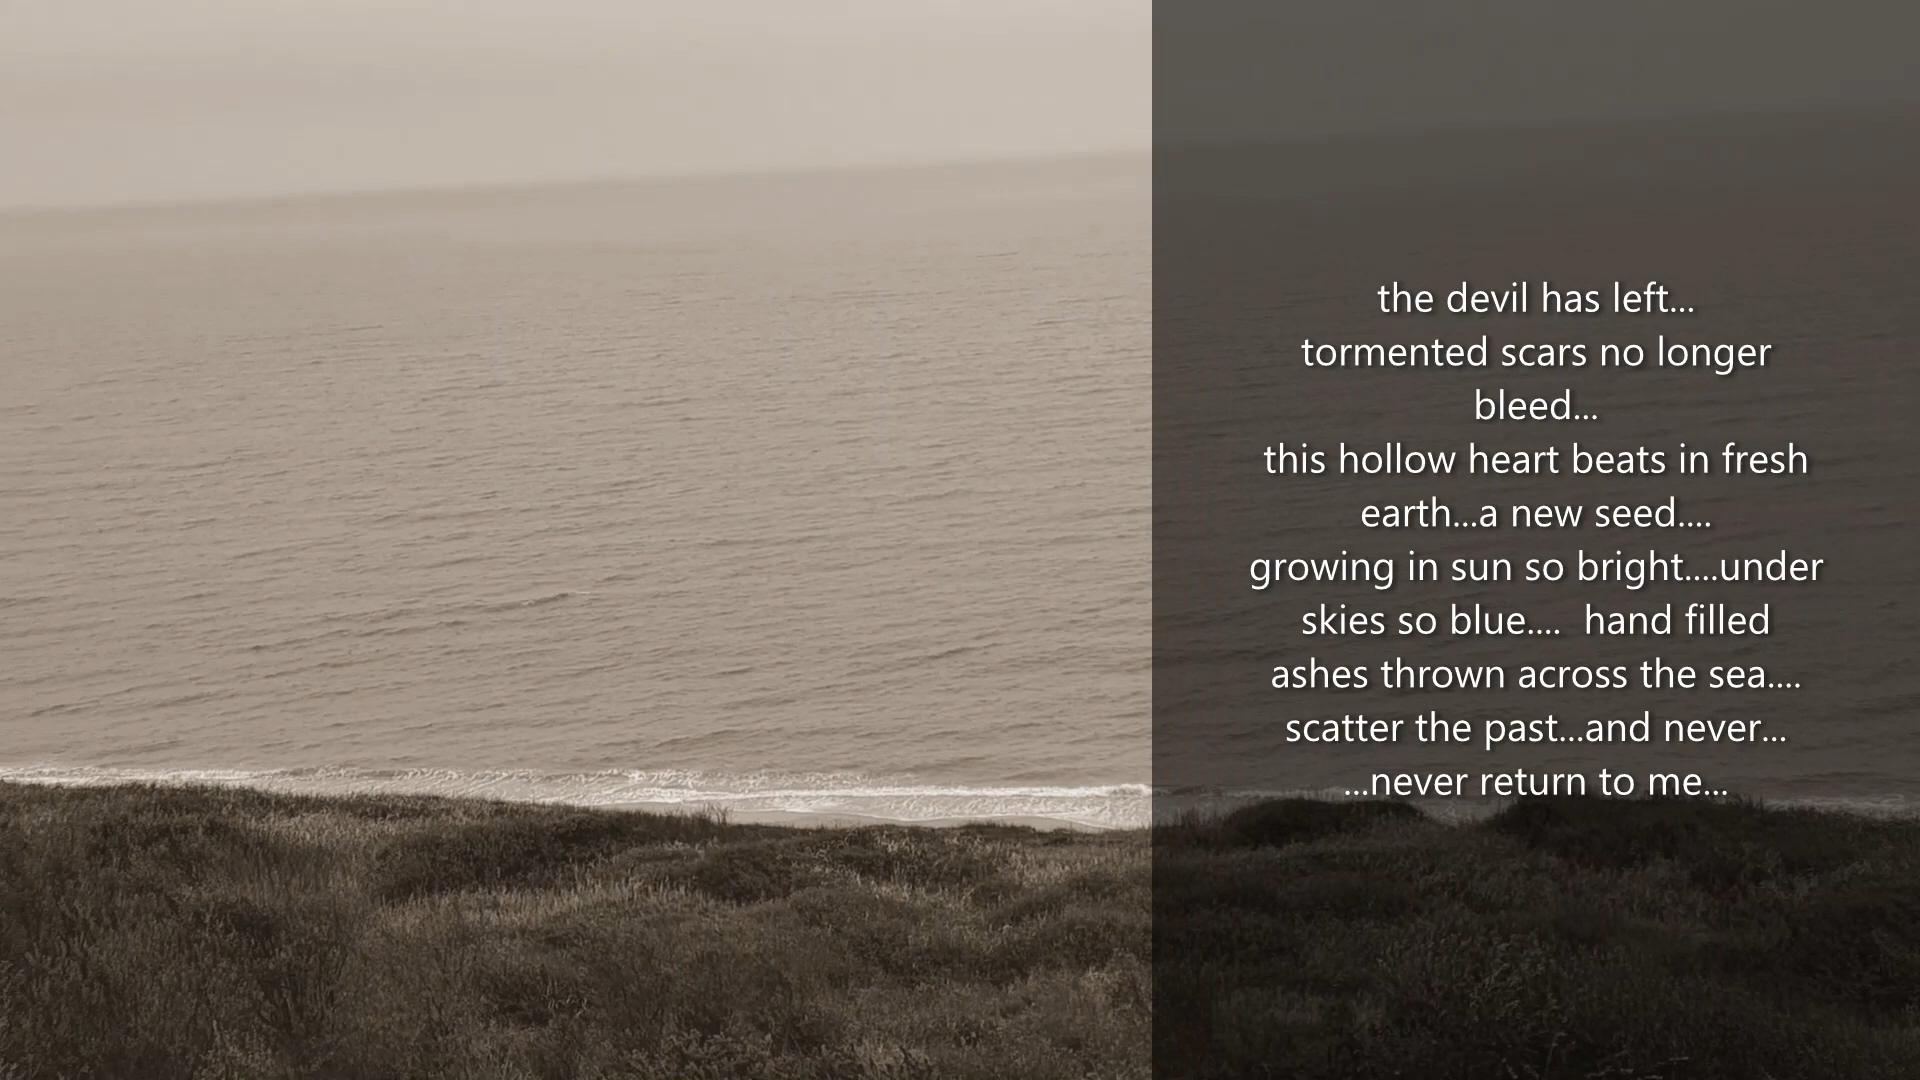 the devil has left...
tormented scars no longer
bleed...
this hollow heart beats in fresh
earth...a new seed....
growing in sun so bright....under
skies so blue....  hand filled
ashes thrown across the sea....
scatter the past...and never...
...never return to me...